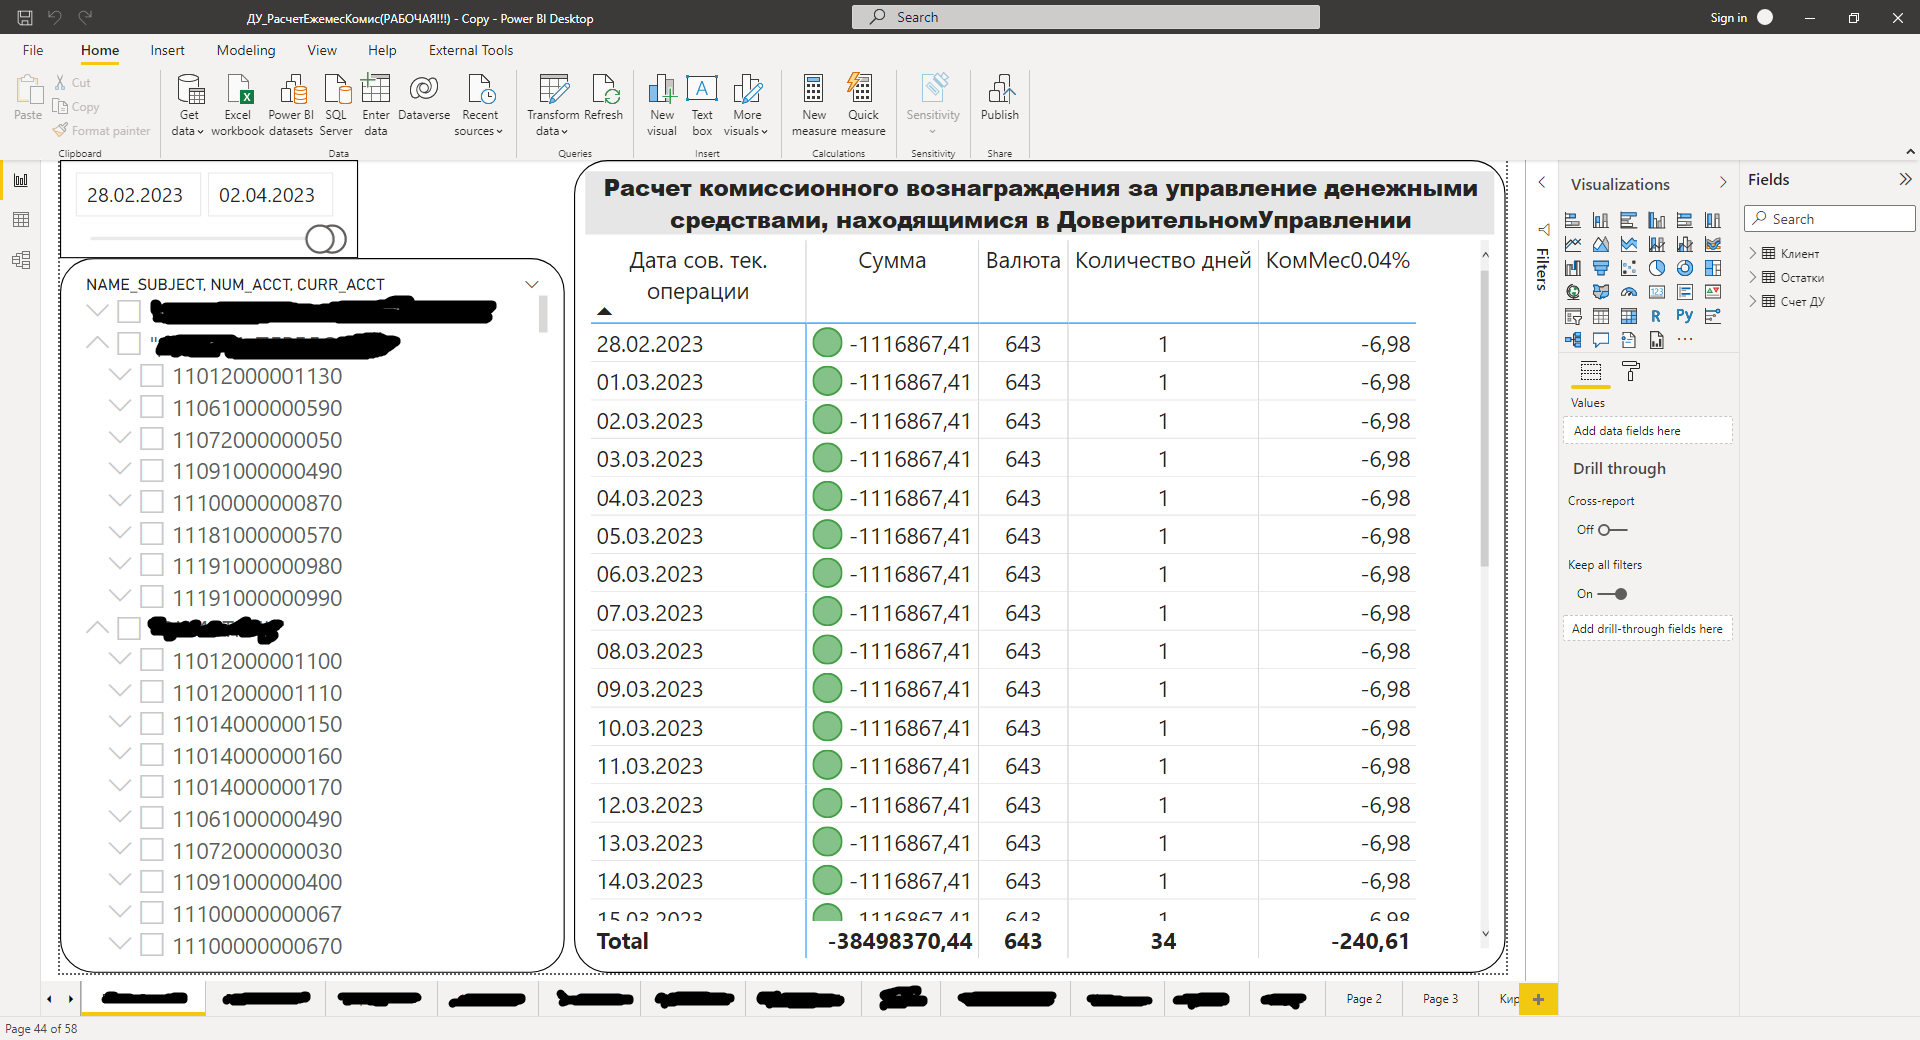 ДУ_РасчетЕжемесКомис(РАБОЧАЯ!!!) - Copy - Power BI Desktop
Search
Sign in
File Home Insert Modeling View Help External Tools
Paste
Cut
Copy
Format painter
Get data
Excel workbook
Power BI datasets
SQL Server
Enter data
Dataverse
Recent sources
Transform data
Refresh
New visual
Text box
More visuals
New measure
Quick measure
Sensitivity
Publish
Clipboard Data Queries Insert Calculations Sensitivity Share
28.02.2023 02.04.2023
NAME_SUBJECT, NUM_ACCT, CURR_ACCT
11012000001130
11061000000590
11072000000050
11091000000490
11100000000870
11181000000570
11191000000980
11191000000990
11012000001100
11012000001110
11014000000150
11014000000160
11014000000170
11061000000490
11072000000030
11091000000400
11100000000067
11100000000670
Расчет комиссионного вознаграждения за управление денежными
средствами, находящимися в ДоверительномУправлении
Дата сов. тек. операции Сумма Валюта Количество дней КомМес0.04%
28.02.2023 -1116867,41 643 1 -6,98
01.03.2023 -1116867,41 643 1 -6,98
02.03.2023 -1116867,41 643 1 -6,98
03.03.2023 -1116867,41 643 1 -6,98
04.03.2023 -1116867,41 643 1 -6,98
05.03.2023 -1116867,41 643 1 -6,98
06.03.2023 -1116867,41 643 1 -6,98
07.03.2023 -1116867,41 643 1 -6,98
08.03.2023 -1116867,41 643 1 -6,98
09.03.2023 -1116867,41 643 1 -6,98
10.03.2023 -1116867,41 643 1 -6,98
11.03.2023 -1116867,41 643 1 -6,98
12.03.2023 -1116867,41 643 1 -6,98
13.03.2023 -1116867,41 643 1 -6,98
14.03.2023 -1116867,41 643 1 -6,98
15.03.2023 -1116867,41 643 1 -6,98
Total -38498370,44 643 34 -240,61
Filters
Visualizations
Values
Add data fields here
Drill through
Cross-report
Off
Keep all filters
On
Add drill-through fields here
Fields
Search
Клиент
Остатки
Счет ДУ
Page 2 Page 3 Кир
Page 44 of 58